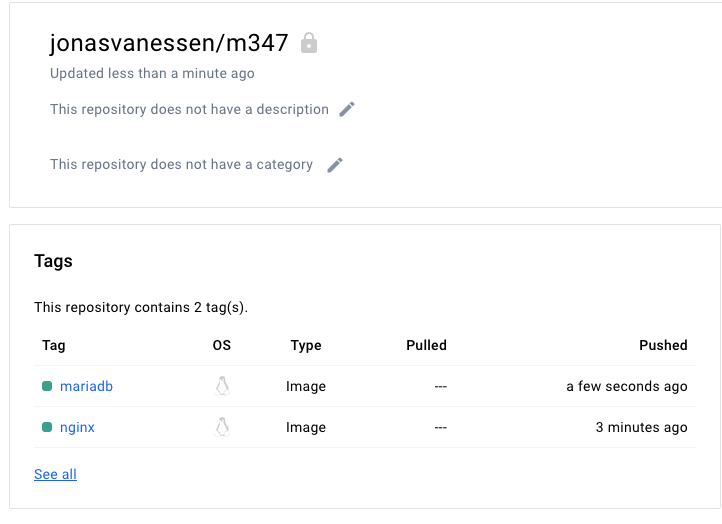 jonasvanessen/m347
Updated less than a minute ago
This repository does not have a description
This repository does not have a category
Tags
This repository contains 2 tag(s).
Tag OS Type Pulled Pushed
mariadb Image --- a few seconds ago
nginx Image --- 3 minutes ago
See all